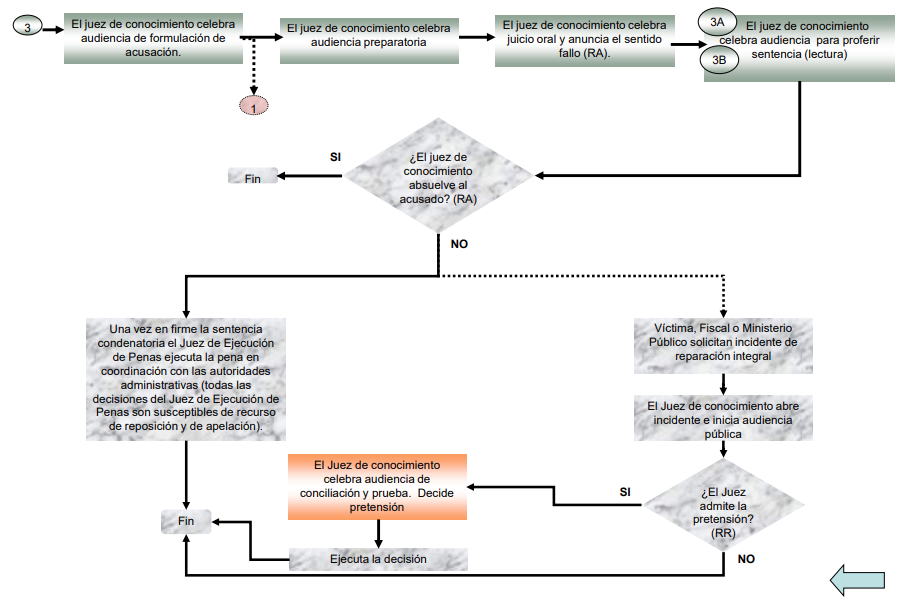 3
El juez de conocimiento celebra
audiencia de formulación de
acusación.
El juez de conocimiento celebra
audiencia preparatoria
El juez de conocimiento celebra
juicio oral y anuncia el sentido
fallo (RA).
3A
3B
El juez de conocimiento
celebra audiencia para proferir
sentencia (lectura)
1
¿El juez de
conocimiento
absuelve al
acusado? (RA)
SI
Fin
NO
Una vez en firme la sentencia
condenatoria el Juez de Ejecución
de Penas ejecuta la pena en
coordinación con las autoridades
administrativas (todas las
decisiones del Juez de Ejecución de
Penas son susceptibles de recurso
de reposición y de apelación).
Víctima, Fiscal o Ministerio
Público solicitan incidente de
reparación integral
El Juez de conocimiento abre
incidente e inicia audiencia
pública
¿El Juez
admite la
pretensión?
(RR)
SI
El Juez de conocimiento
celebra audiencia de
conciliación y prueba. Decide
pretensión
Fin
Ejecuta la decisión
NO